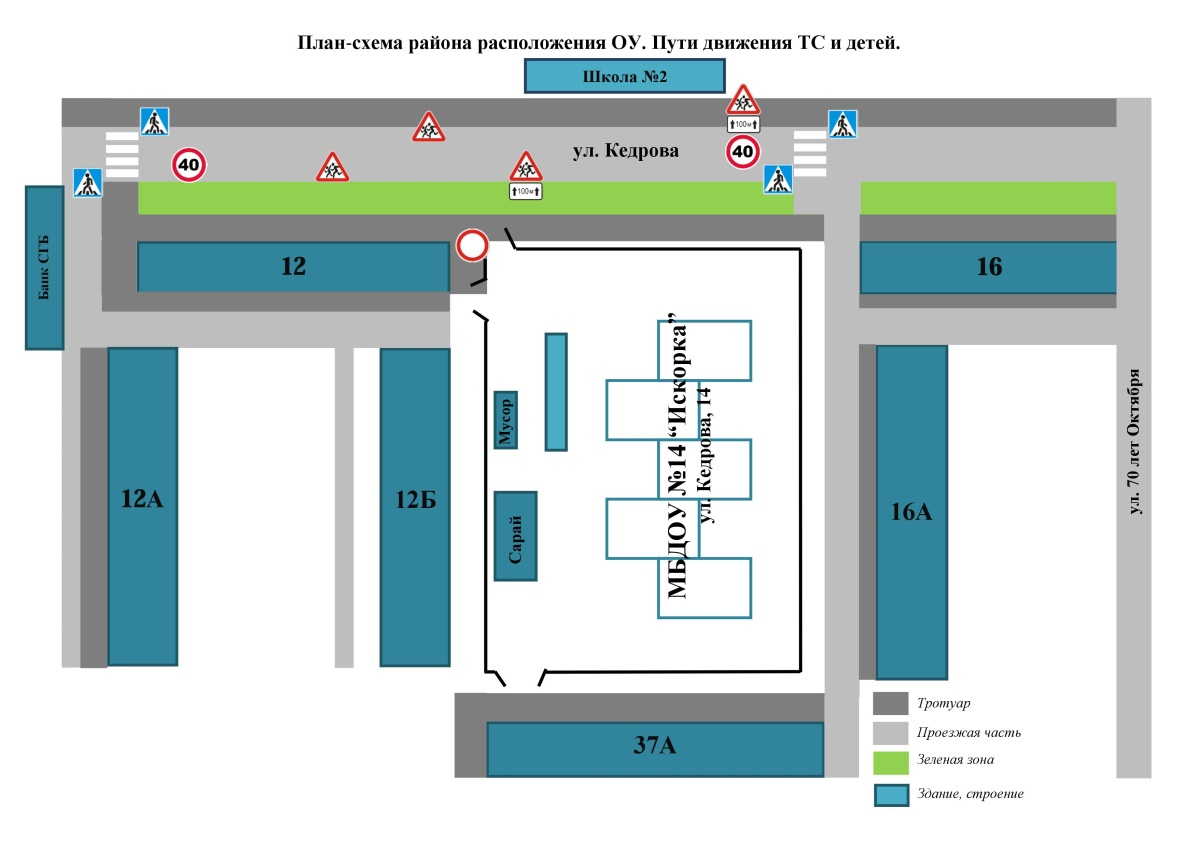 План-схема района расположения ОУ. Пути движения ТС и детей.
Школа №2
100м
40
ул. Кедрова
40
100м
Банк СГБ
12
16
12А
12Б
Мусор
Сарай
МБДОУ №14 “Искорка”
ул. Кедрова, 14
16А
ул. 70 лет Октября
37А
Тротуар
Проезжая часть
Зеленая зона
Здание, строение